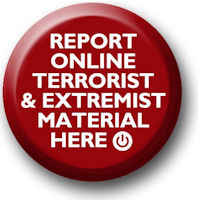 REPORT
ONLINE
TERRORIST
& EXTREMIST
MATERIAL
HERE